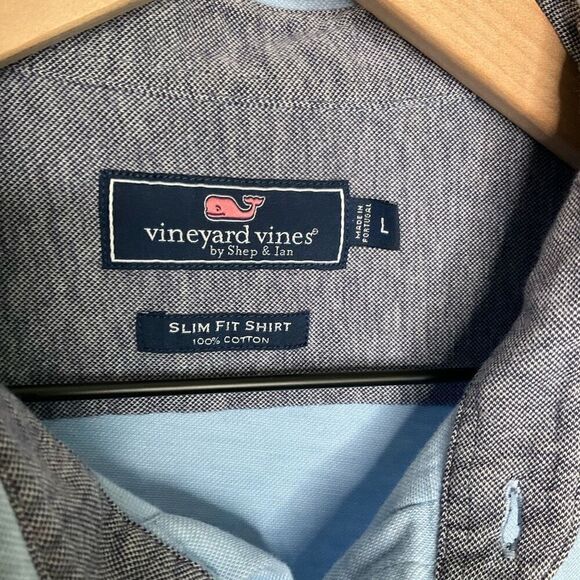 vineyard vines®
by Shep & Ian
MADE IN
PORTUGAL
L
SLIM FIT SHIRT
100% COTTON